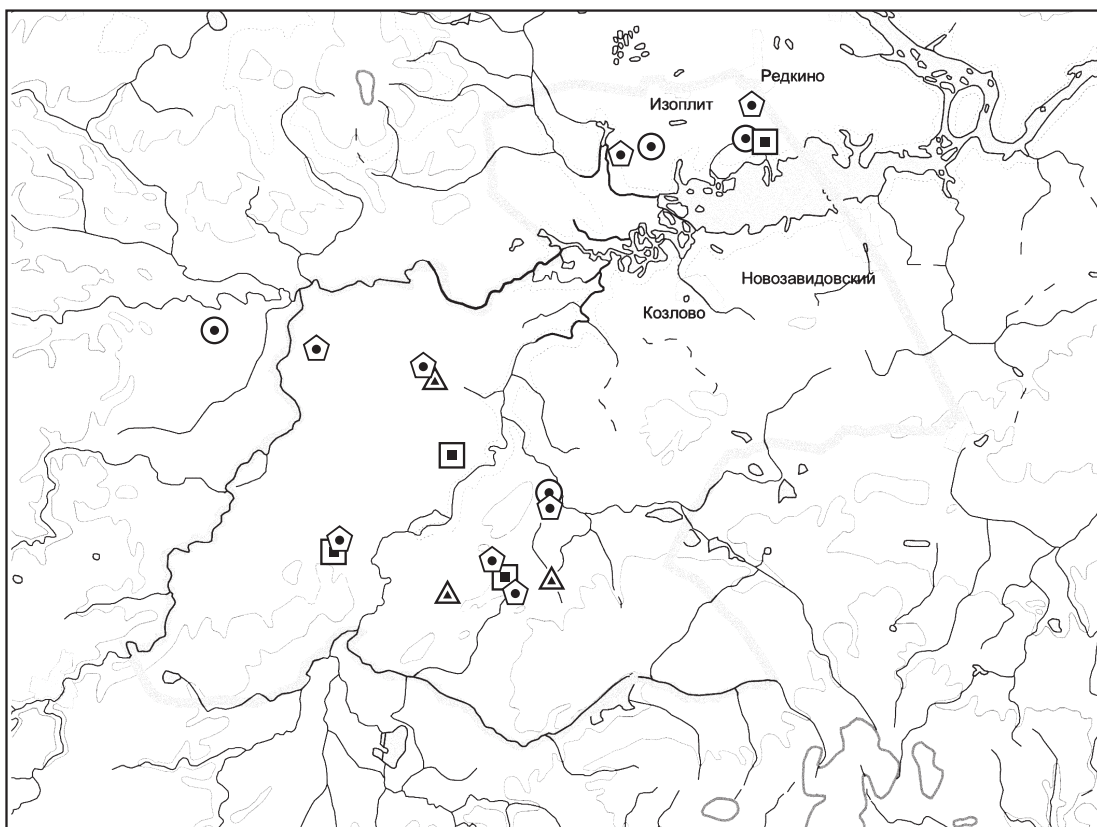 Редкино
Изоплит
Новозавидовский
Козлово